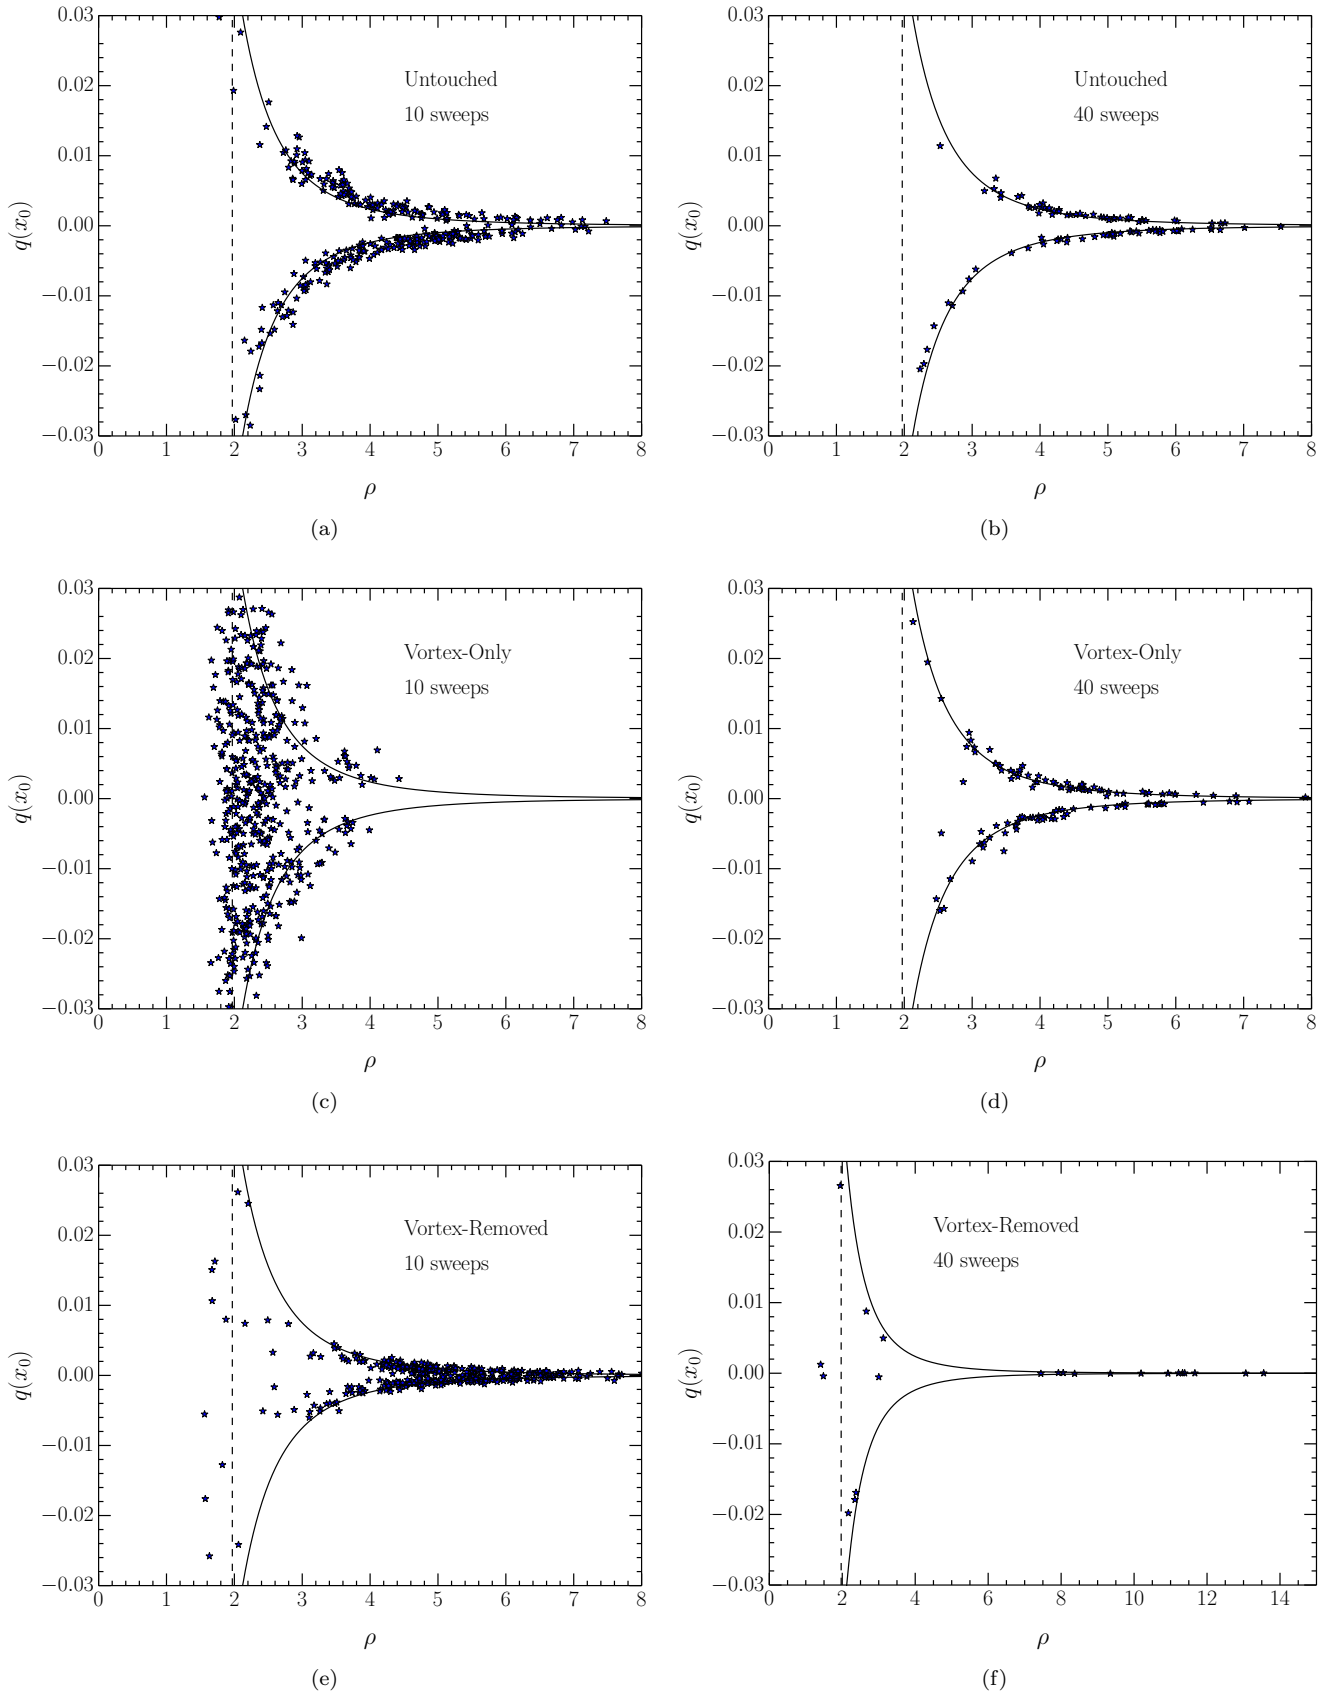 0.03
0.02
0.01
0.00
−0.01
−0.02
−0.03
q(x₀)
Untouched
10 sweeps
0 1 2 3 4 5 6 7 8
ρ
(a)
0.03
0.02
0.01
0.00
−0.01
−0.02
−0.03
q(x₀)
Untouched
40 sweeps
0 1 2 3 4 5 6 7 8
ρ
(b)
0.03
0.02
0.01
0.00
−0.01
−0.02
−0.03
q(x₀)
Vortex-Only
10 sweeps
0 1 2 3 4 5 6 7 8
ρ
(c)
0.03
0.02
0.01
0.00
−0.01
−0.02
−0.03
q(x₀)
Vortex-Only
40 sweeps
0 1 2 3 4 5 6 7 8
ρ
(d)
0.03
0.02
0.01
0.00
−0.01
−0.02
−0.03
q(x₀)
Vortex-Removed
10 sweeps
0 1 2 3 4 5 6 7 8
ρ
(e)
0.03
0.02
0.01
0.00
−0.01
−0.02
−0.03
q(x₀)
Vortex-Removed
40 sweeps
0 2 4 6 8 10 12 14
ρ
(f)